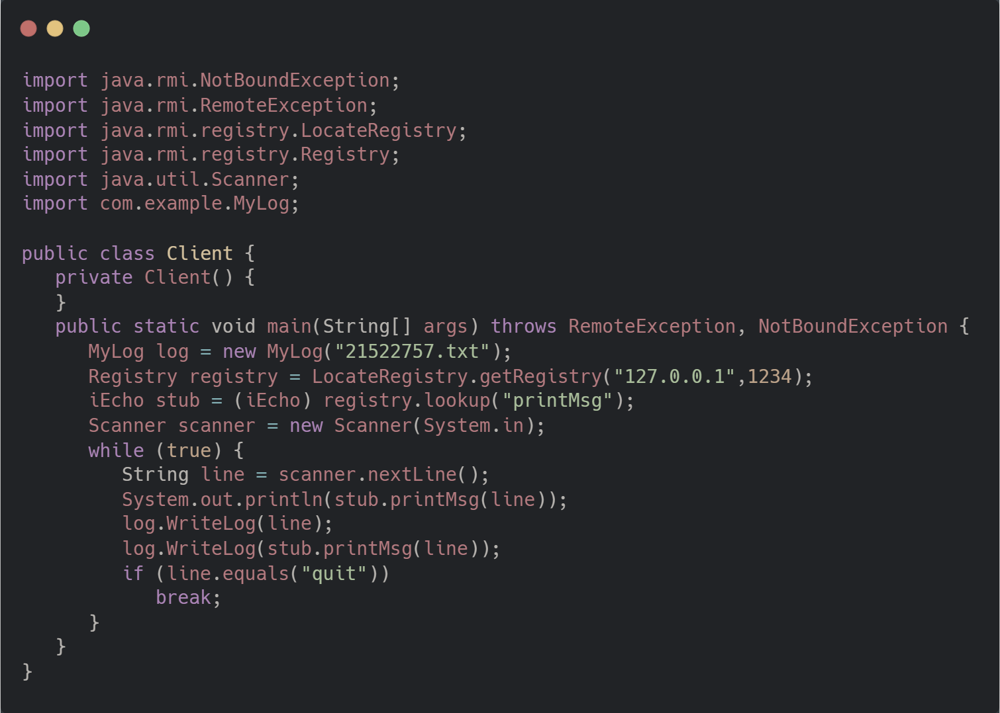 import java.rmi.NotBoundException;
import java.rmi.RemoteException;
import java.rmi.registry.LocateRegistry;
import java.rmi.registry.Registry;
import java.util.Scanner;
import com.example.MyLog;

public class Client {
   private Client() {
   }
   public static void main(String[] args) throws RemoteException, NotBoundException {
      MyLog log = new MyLog("21522757.txt");
      Registry registry = LocateRegistry.getRegistry("127.0.0.1",1234);
      iEcho stub = (iEcho) registry.lookup("printMsg");
      Scanner scanner = new Scanner(System.in);
      while (true) {
         String line = scanner.nextLine();
         System.out.println(stub.printMsg(line));
         log.WriteLog(line);
         log.WriteLog(stub.printMsg(line));
         if (line.equals("quit"))
            break;
      }
   }
}